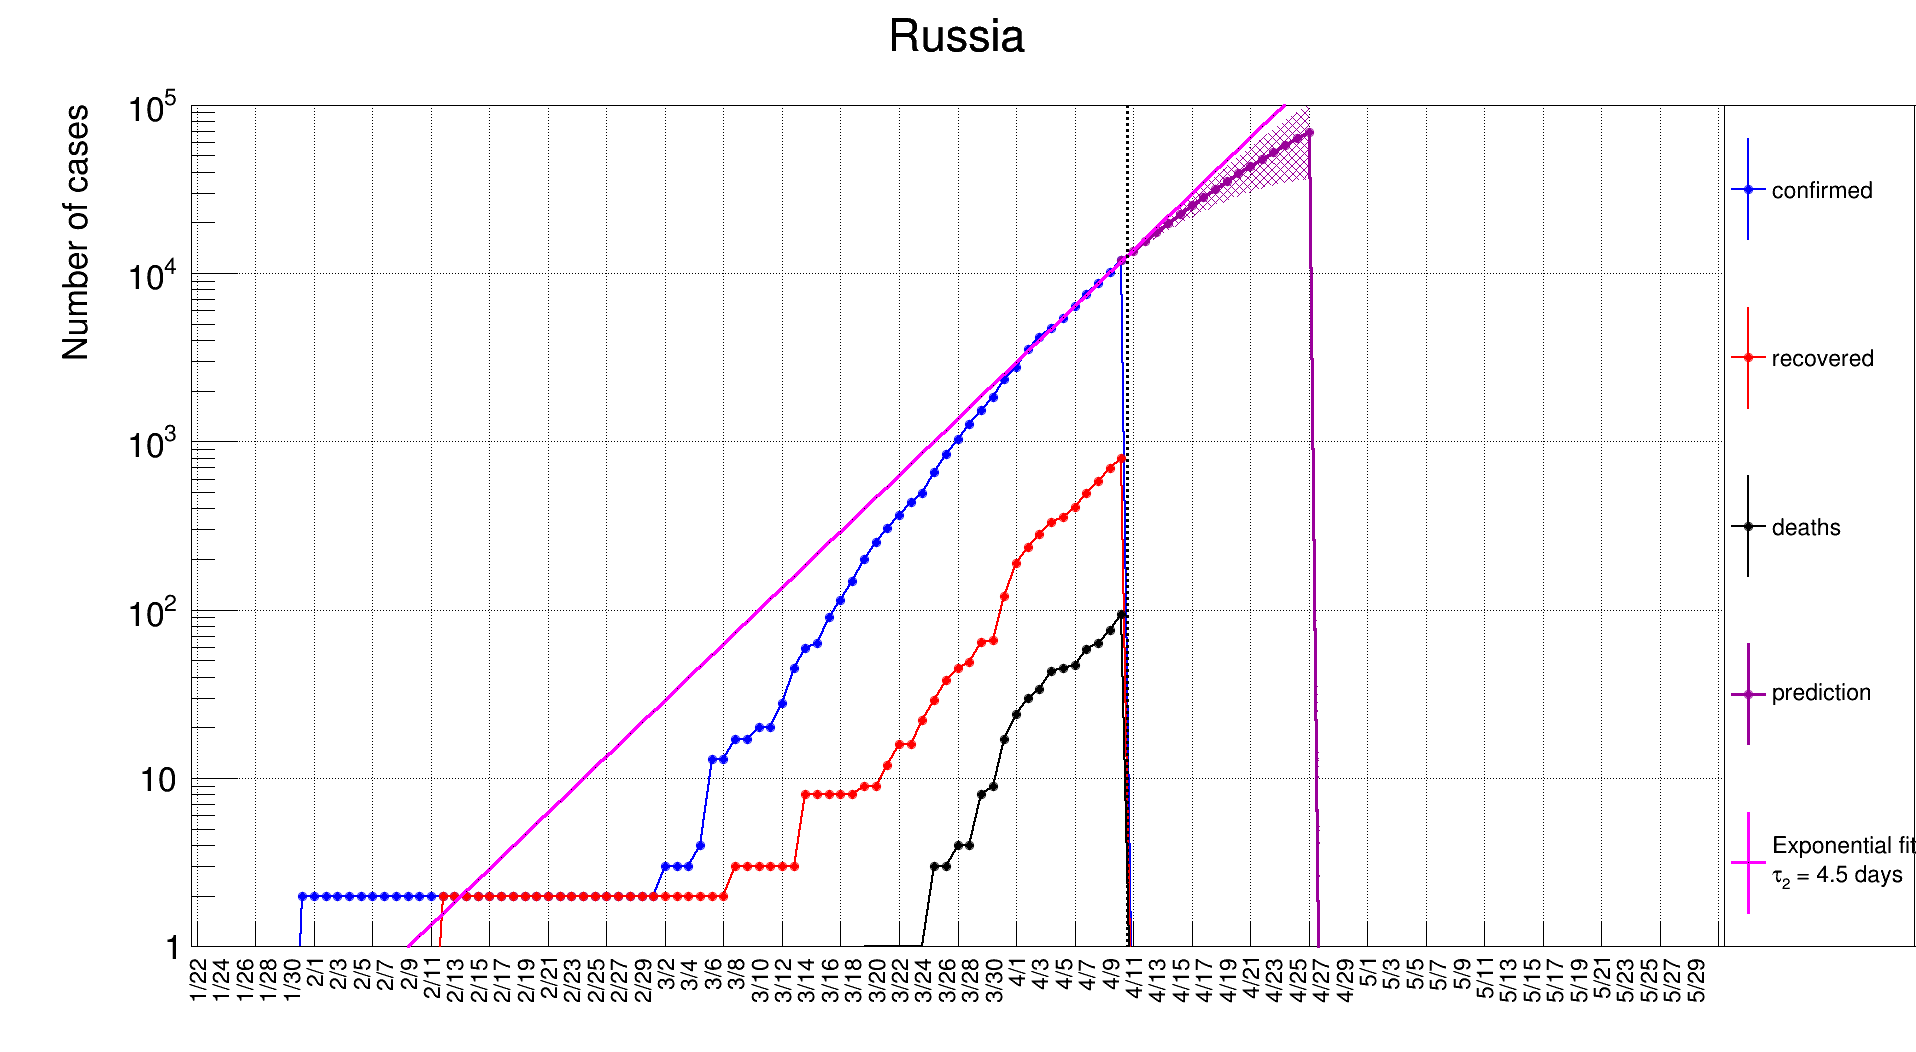 Russia
Number of cases
10^5
10^4
10^3
10^2
10
1
1/22 1/24 1/26 1/28 1/30 2/1 2/3 2/5 2/7 2/9 2/11 2/13 2/15 2/17 2/19 2/21 2/23 2/25 2/27 2/29 3/2 3/4 3/6 3/8 3/10 3/12 3/14 3/16 3/18 3/20 3/22 3/24 3/26 3/28 3/30 4/1 4/3 4/5 4/7 4/9 4/11 4/13 4/15 4/17 4/19 4/21 4/23 4/25 4/27 4/29 5/1 5/3 5/5 5/7 5/9 5/11 5/13 5/15 5/17 5/19 5/21 5/23 5/25 5/27 5/29
confirmed
recovered
deaths
prediction
Exponential fit
τ₂ = 4.5 days